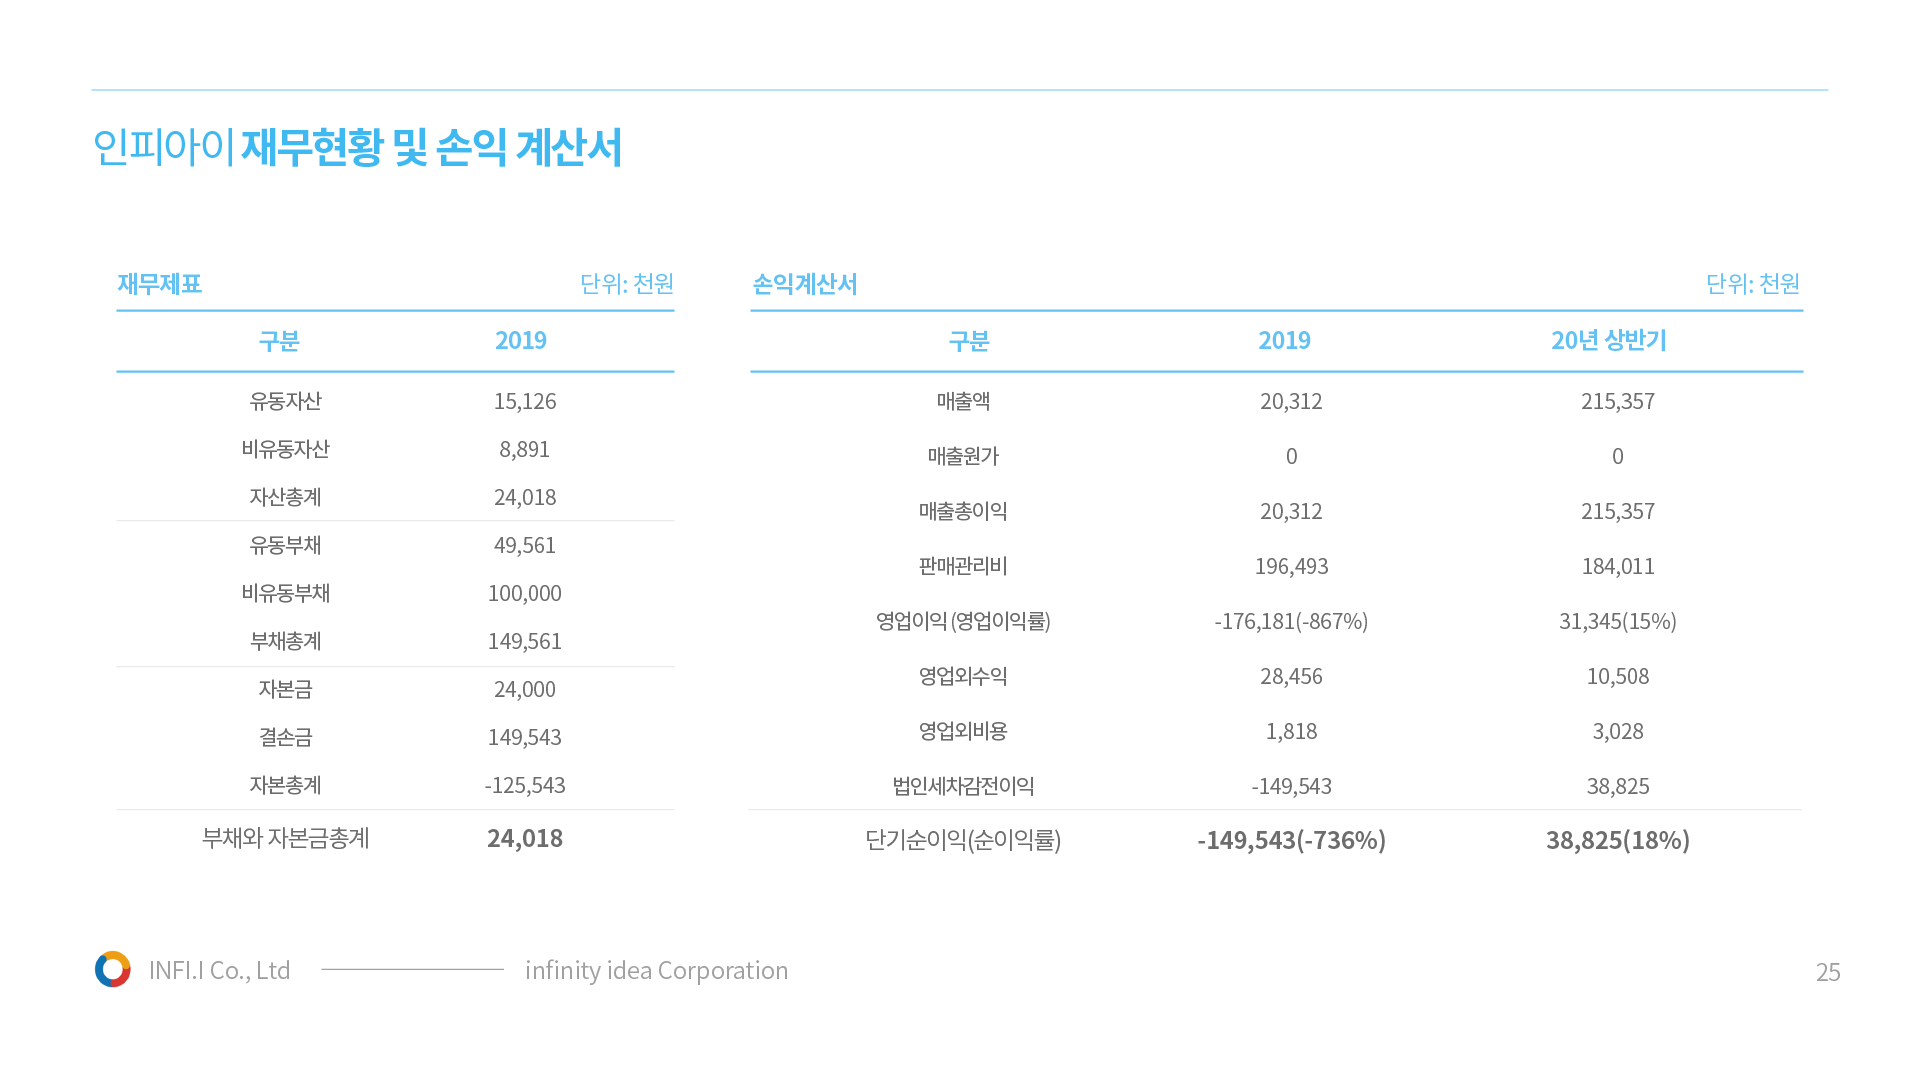 인피아이 재무현황 및 손익 계산서
재무제표 단위: 천원
구분 2019
유동자산 15,126
비유동자산 8,891
자산총계 24,018
유동부채 49,561
비유동부채 100,000
부채총계 149,561
자본금 24,000
결손금 149,543
자본총계 -125,543
부채와 자본금총계 24,018
손익계산서 단위: 천원
구분 2019 20년 상반기
매출액 20,312 215,357
매출원가 0 0
매출총이익 20,312 215,357
판매관리비 196,493 184,011
영업이익 (영업이익률) -176,181(-867%) 31,345(15%)
영업외수익 28,456 10,508
영업외비용 1,818 3,028
법인세차감전이익 -149,543 38,825
단기순이익(순이익률) -149,543(-736%) 38,825(18%)
INFI.I Co., Ltd infinity idea Corporation 25